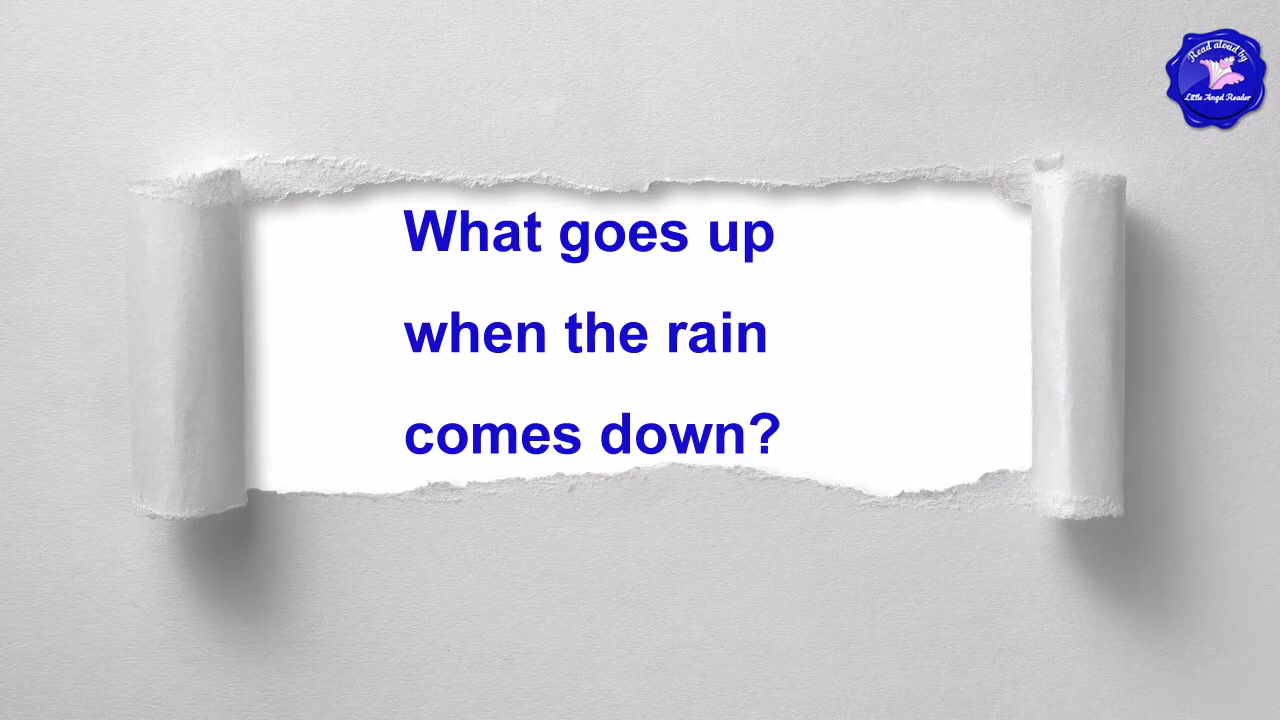 Read aloud by
Little Angel Reader
What goes up
when the rain
comes down?